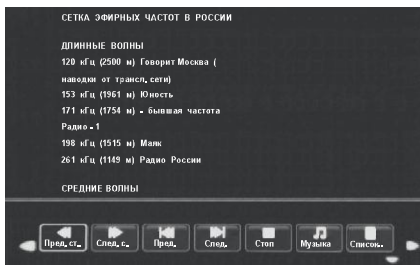 СЕТКА ЭФИРНЫХ ЧАСТОТ В РОССИИ
ДЛИННЫЕ ВОЛНЫ
120 кГц (2500 м) Говорит Москва (
наводки от трансл. сети)
153 кГц (1961 м) Юность
171 кГц (1754 м) - бывшая частота
Радио - 1
198 кГц (1515 м) Маяк
261 кГц (1149 м) Радио России
СРЕДНИЕ ВОЛНЫ
Пред. ст.. След. с.. Пред. След. Стоп Музыка Список..